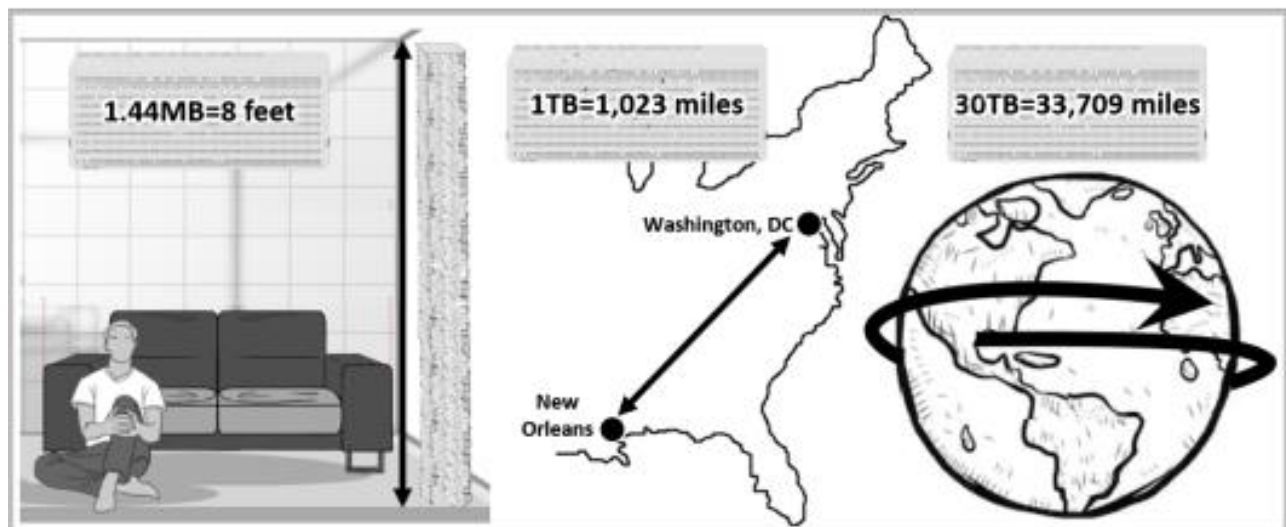 1.44MB=8 feet
1TB=1,023 miles
30TB=33,709 miles
Washington, DC
New
Orleans